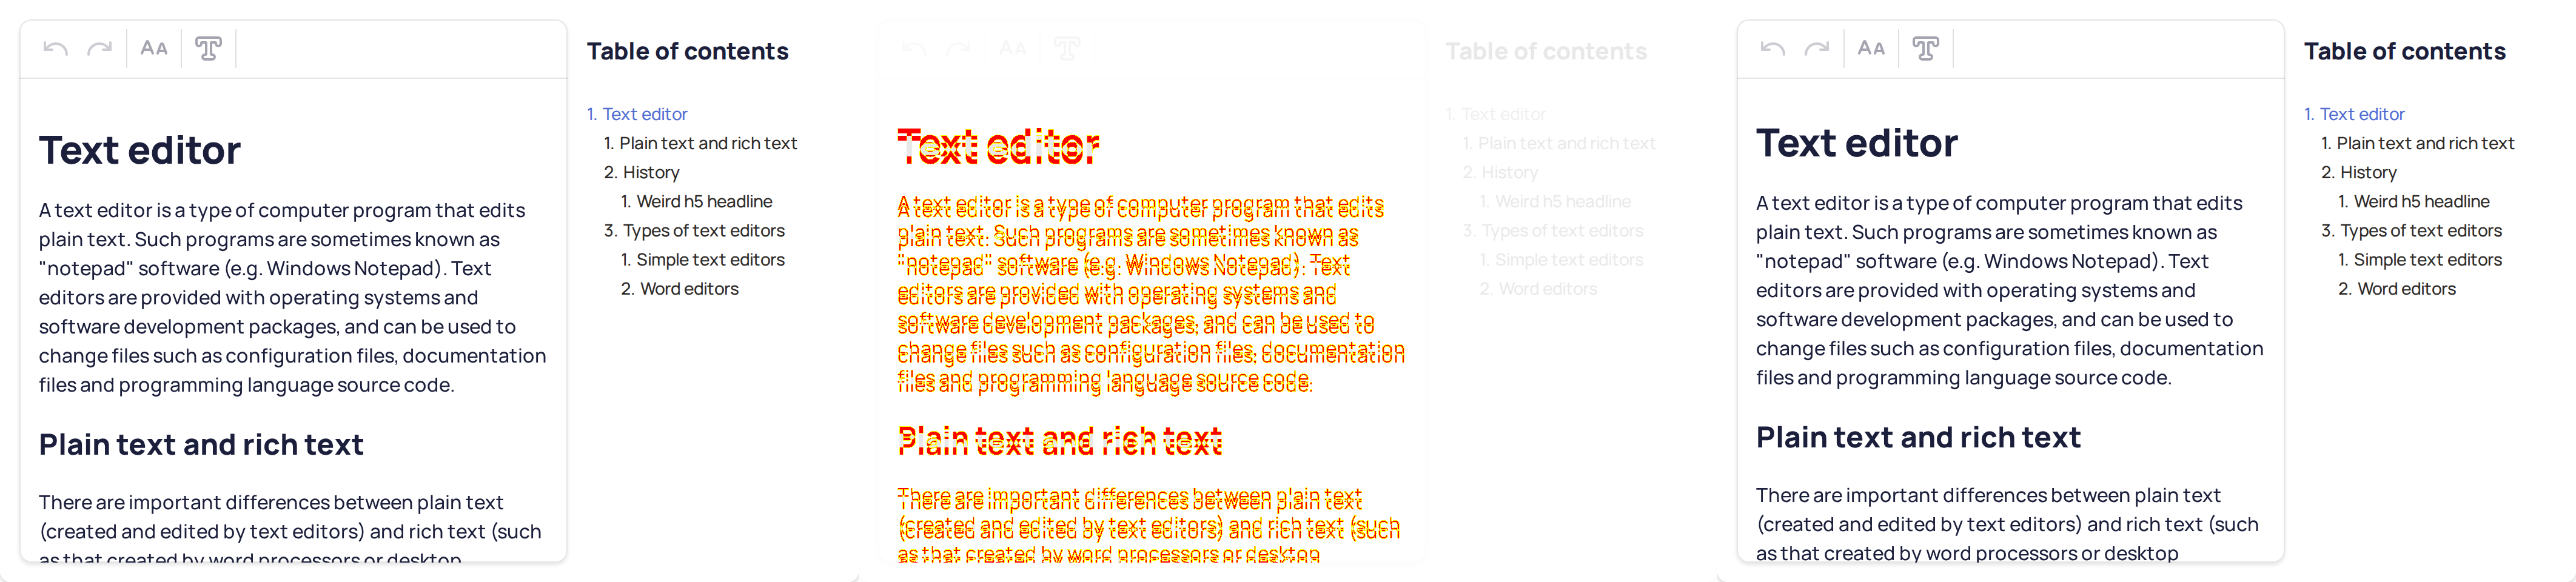 AA T
Text editor
A text editor is a type of computer program that edits
plain text. Such programs are sometimes known as
"notepad" software (e.g. Windows Notepad). Text
editors are provided with operating systems and
software development packages, and can be used to
change files such as configuration files, documentation
files and programming language source code.
Plain text and rich text
There are important differences between plain text
(created and edited by text editors) and rich text (such
as that created by word processors or desktop
Table of contents
1. Text editor
1. Plain text and rich text
2. History
1. Weird h5 headline
3. Types of text editors
1. Simple text editors
2. Word editors
AA T
Text editor
A text editor is a type of computer program that edits
plain text. Such programs are sometimes known as
"notepad" software (e.g. Windows Notepad). Text
editors are provided with operating systems and
software development packages, and can be used to
change files such as configuration files, documentation
files and programming language source code.
Plain text and rich text
There are important differences between plain text
(created and edited by text editors) and rich text (such
as that created by word processors or desktop
Table of contents
1. Text editor
1. Plain text and rich text
2. History
1. Weird h5 headline
3. Types of text editors
1. Simple text editors
2. Word editors
AA T
Text editor
A text editor is a type of computer program that edits
plain text. Such programs are sometimes known as
"notepad" software (e.g. Windows Notepad). Text
editors are provided with operating systems and
software development packages, and can be used to
change files such as configuration files, documentation
files and programming language source code.
Plain text and rich text
There are important differences between plain text
(created and edited by text editors) and rich text (such
as that created by word processors or desktop
Table of contents
1. Text editor
1. Plain text and rich text
2. History
1. Weird h5 headline
3. Types of text editors
1. Simple text editors
2. Word editors